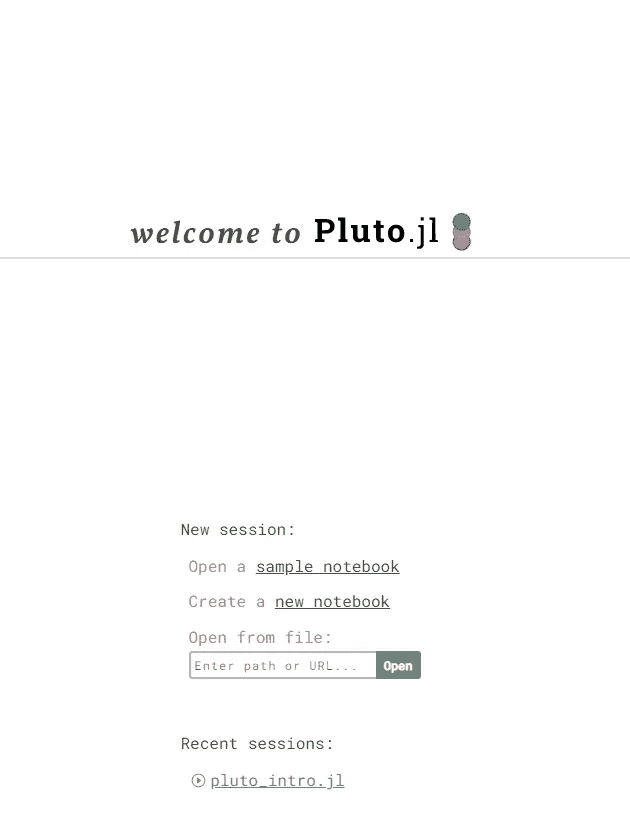 welcome to Pluto.jl
New session:
Open a sample notebook
Create a new notebook
Open from file:
Enter path or URL... Open
Recent sessions:
pluto_intro.jl